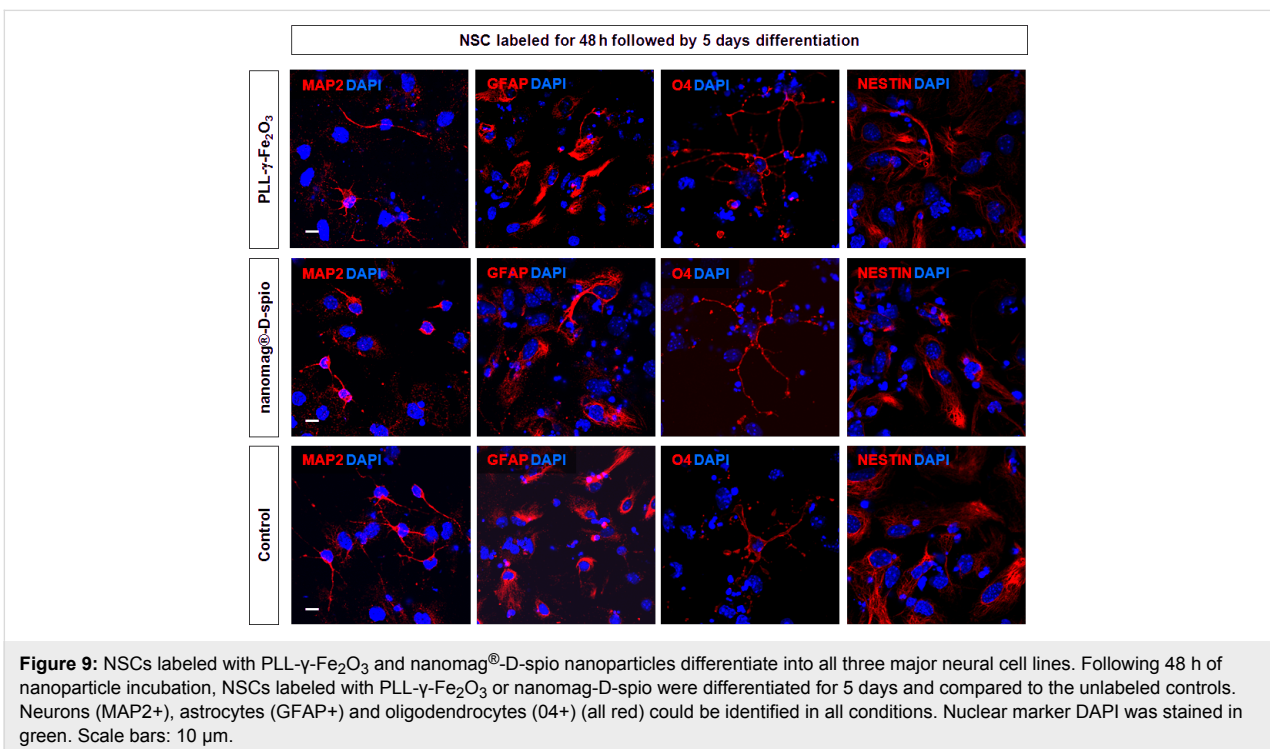 NSC labeled for 48 h followed by 5 days differentiation
PLL-γ-Fe₂O₃
MAP2 DAPI
GFAP DAPI
O4 DAPI
NESTIN DAPI
nanomag®-D-spio
MAP2 DAPI
GFAP DAPI
O4 DAPI
NESTIN DAPI
Control
MAP2 DAPI
GFAP DAPI
O4 DAPI
NESTIN DAPI
Figure 9: NSCs labeled with PLL-γ-Fe₂O₃ and nanomag®-D-spio nanoparticles differentiate into all three major neural cell lines. Following 48 h of
nanoparticle incubation, NSCs labeled with PLL-γ-Fe₂O₃ or nanomag-D-spio were differentiated for 5 days and compared to the unlabeled controls.
Neurons (MAP2+), astrocytes (GFAP+) and oligodendrocytes (04+) (all red) could be identified in all conditions. Nuclear marker DAPI was stained in
green. Scale bars: 10 μm.